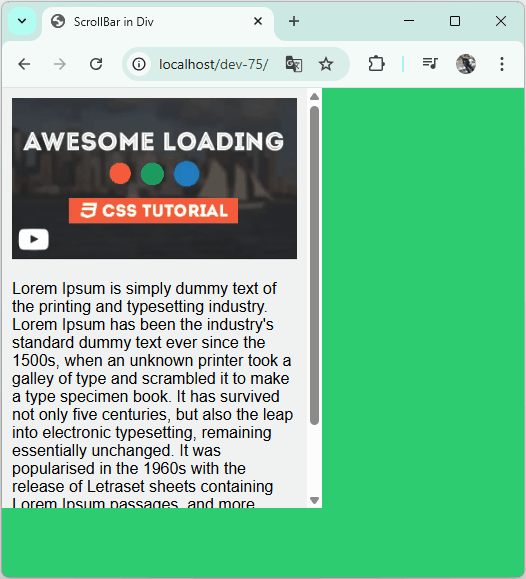 ScrollBar in Div
localhost/dev-75/
AWESOME LOADING
CSS TUTORIAL
Lorem Ipsum is simply dummy text of
the printing and typesetting industry.
Lorem Ipsum has been the industry's
standard dummy text ever since the
1500s, when an unknown printer took a
galley of type and scrambled it to make
a type specimen book. It has survived
not only five centuries, but also the leap
into electronic typesetting, remaining
essentially unchanged. It was
popularised in the 1960s with the
release of Letraset sheets containing
Lorem Ipsum passages, and more